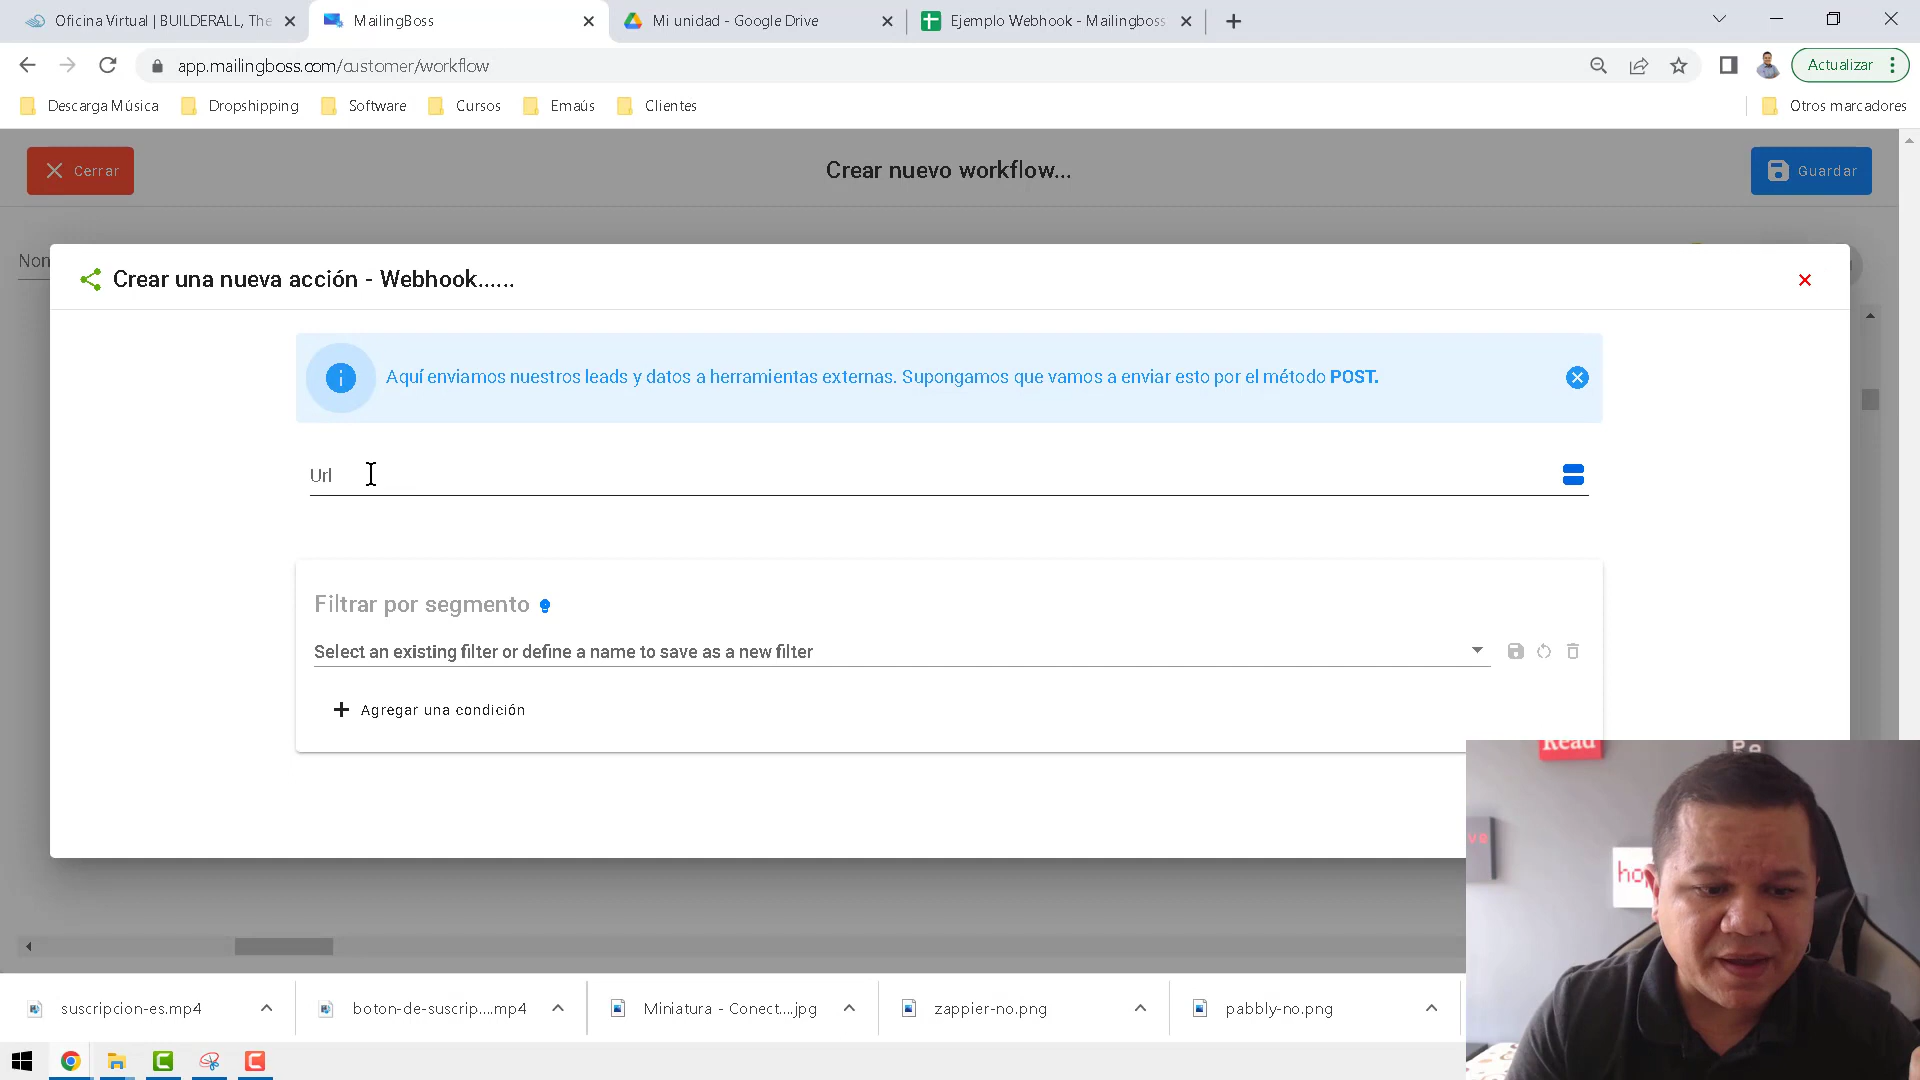 Oficina Virtual | BUILDERALL, The
MailingBoss
Mi unidad - Google Drive
Ejemplo Webhook - Mailingboss
app.mailingboss.com/customer/workflow
Actualizar
Descarga Música
Dropshipping
Software
Cursos
Emaús
Clientes
Otros marcadores
Cerrar
Crear nuevo workflow...
Guardar
Non
Crear una nueva acción - Webhook......
Aquí enviamos nuestros leads y datos a herramientas externas. Supongamos que vamos a enviar esto por el método POST.
Url
Filtrar por segmento
Select an existing filter or define a name to save as a new filter
Agregar una condición
Read
Re
ve
hop
suscripcion-es.mp4
boton-de-suscrip....mp4
Miniatura - Conect....jpg
zappier-no.png
pabbly-no.png